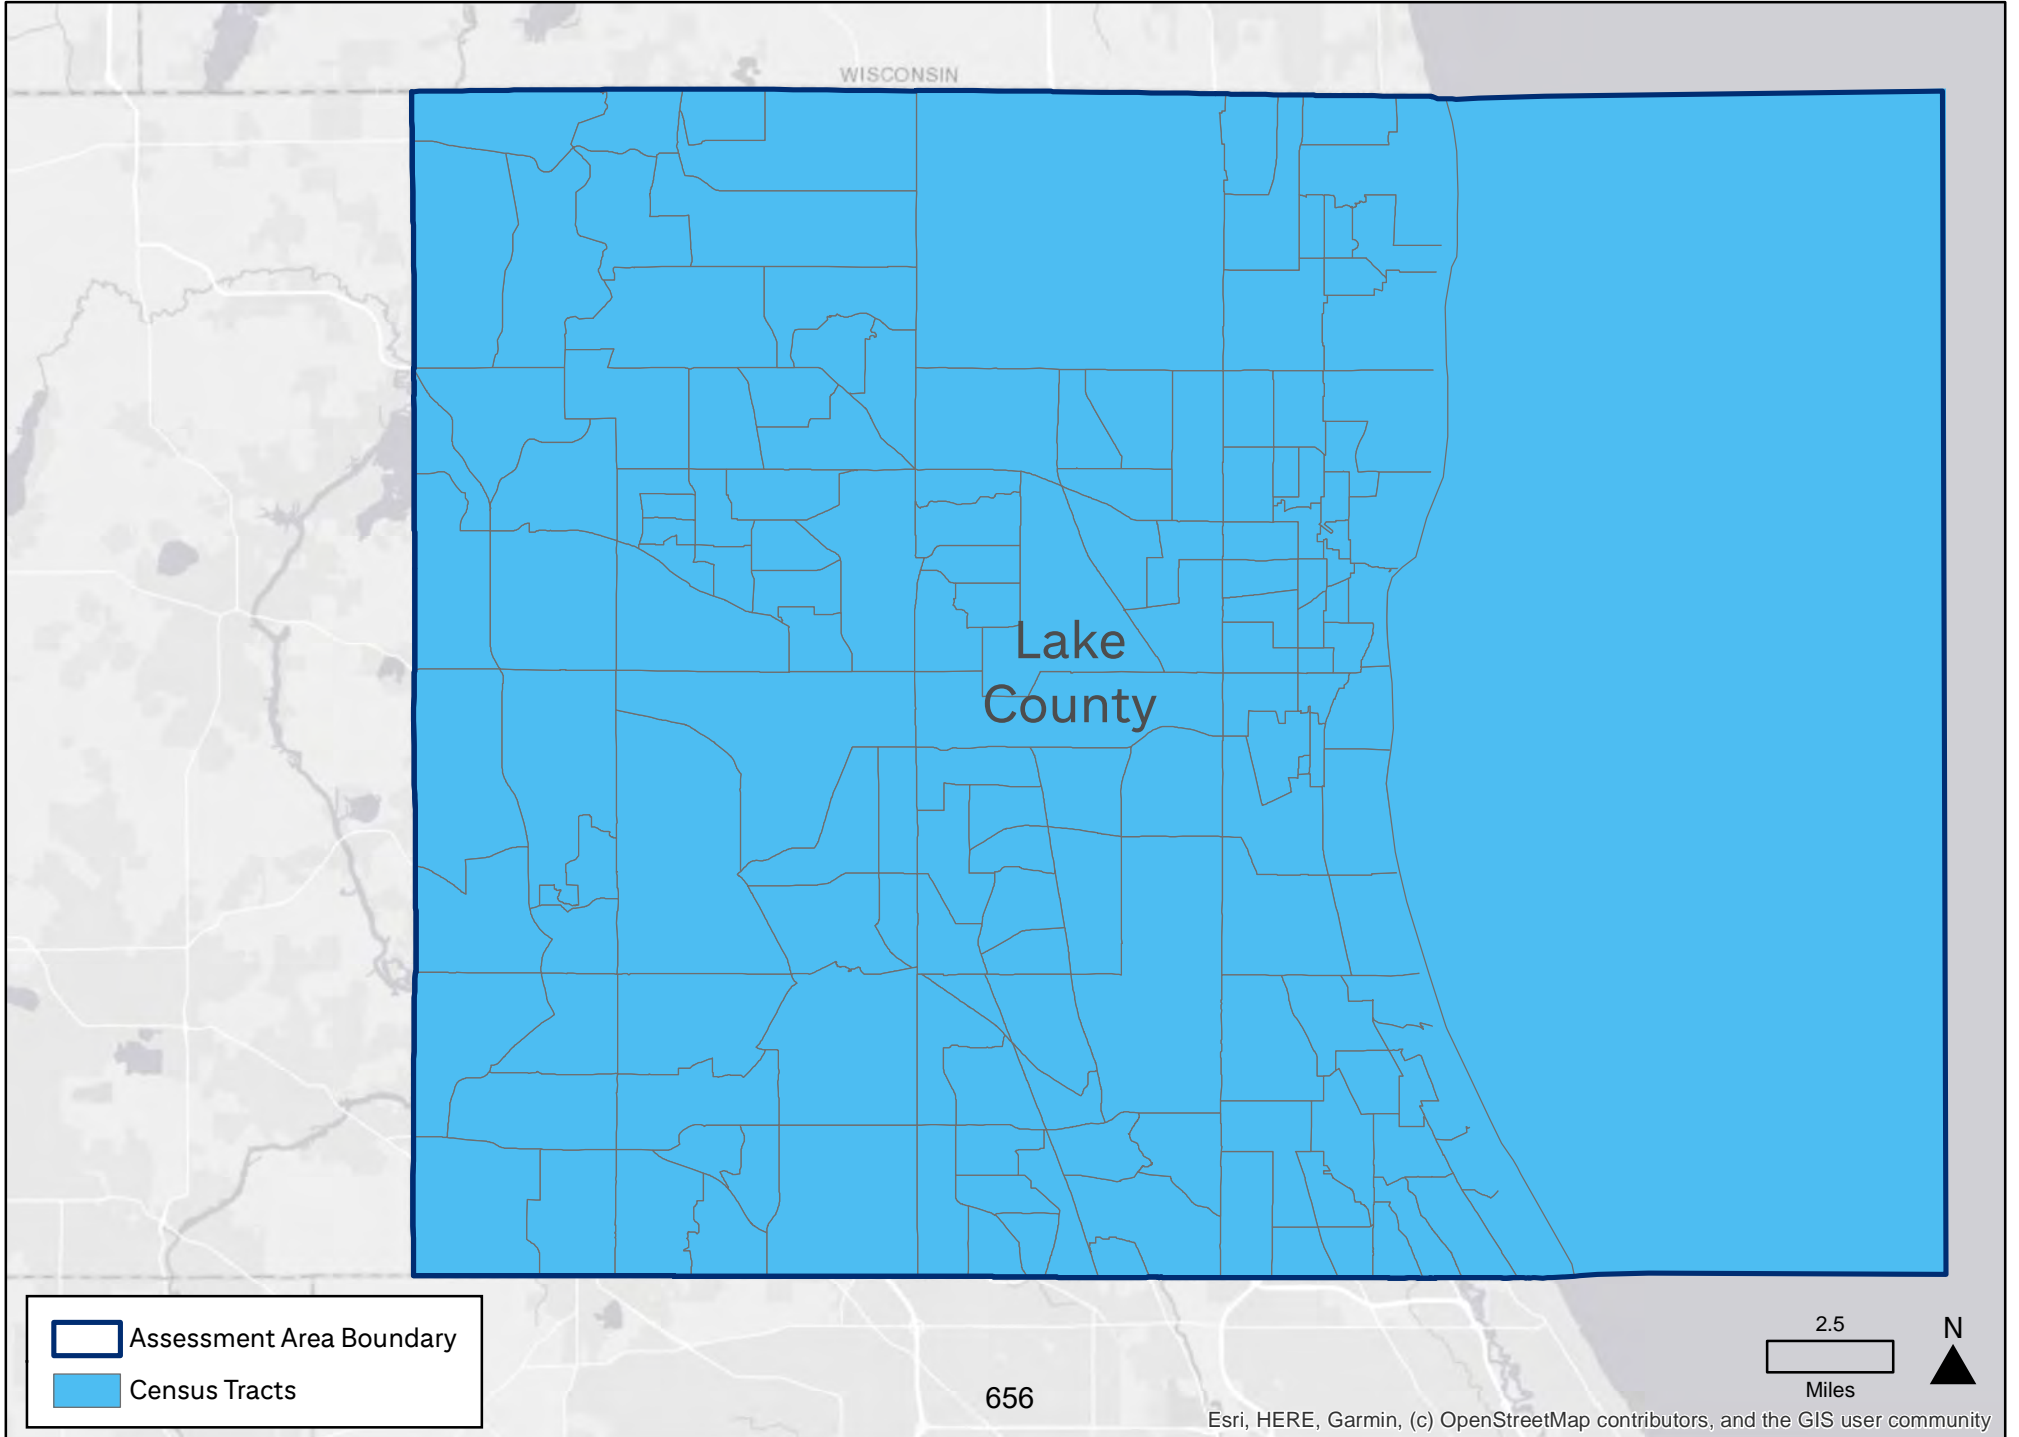 WISCONSIN
Lake
County
Assessment Area Boundary
Census Tracts
656
2.5
Miles
N
Esri, HERE, Garmin, (c) OpenStreetMap contributors, and the GIS user community